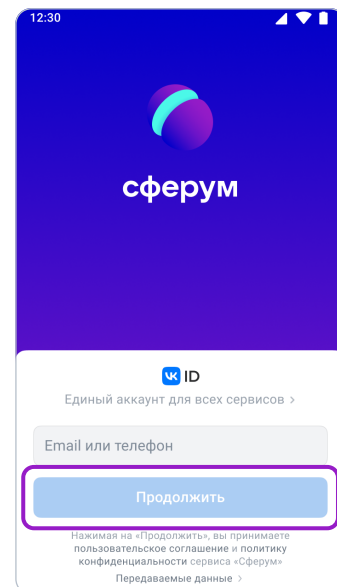 12:30
сферум
VK ID
Единый аккаунт для всех сервисов >
Email или телефон
Продолжить
Нажимая на «Продолжить», вы принимаете
пользовательское соглашение и политику
конфиденциальности сервиса «Сферум»
Передаваемые данные >